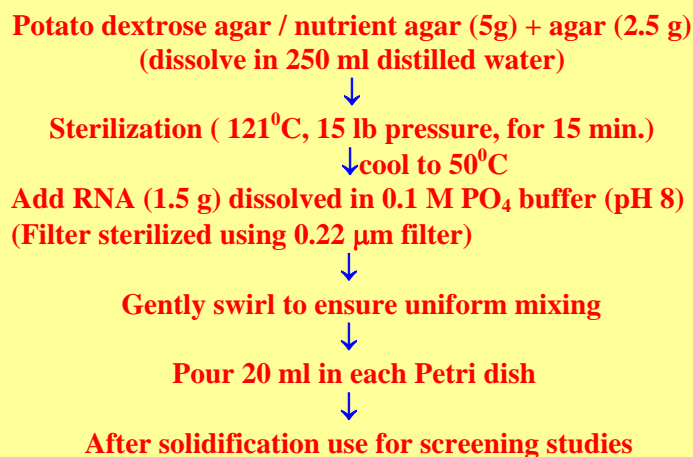 Potato dextrose agar / nutrient agar (5g) + agar (2.5 g)
(dissolve in 250 ml distilled water)
↓
Sterilization ( 121⁰C, 15 lb pressure, for 15 min.)
↓cool to 50⁰C
Add RNA (1.5 g) dissolved in 0.1 M PO₄ buffer (pH 8)
(Filter sterilized using 0.22 μm filter)
↓
Gently swirl to ensure uniform mixing
↓
Pour 20 ml in each Petri dish
↓
After solidification use for screening studies